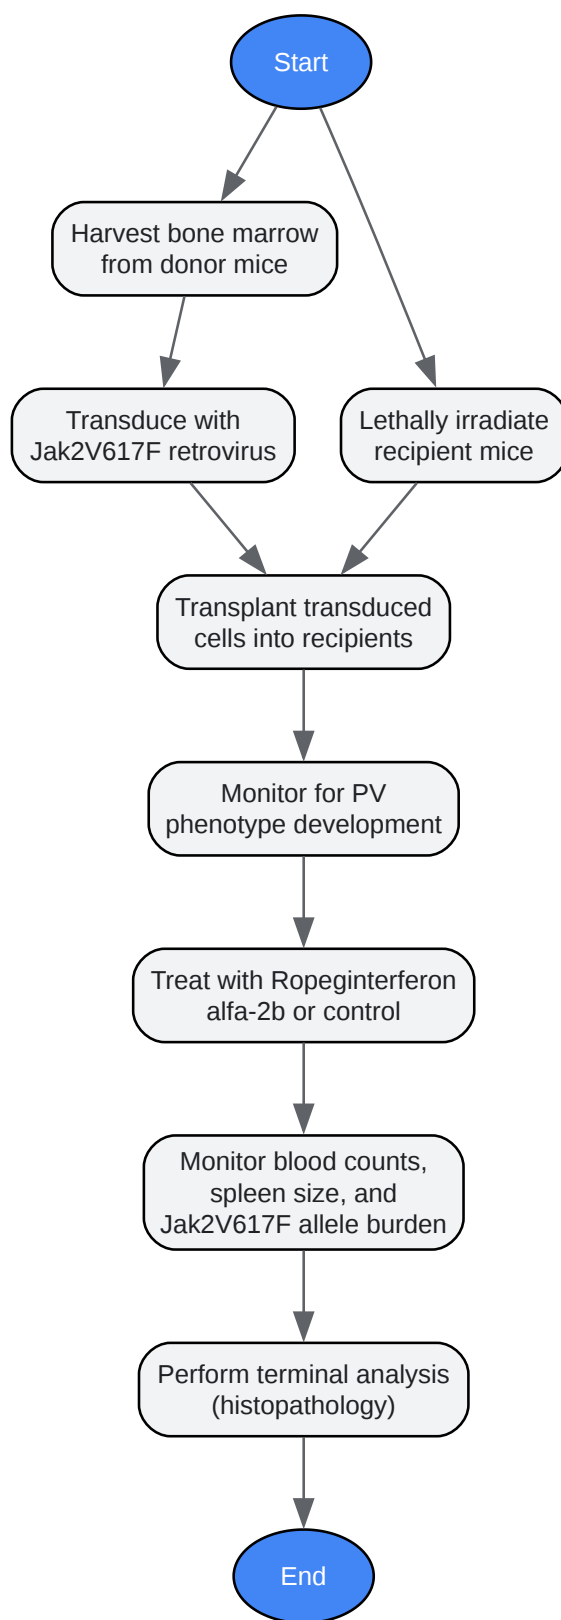 Start
Harvest bone marrow
from donor mice
Transduce with
Jak2V617F retrovirus
Lethally irradiate
recipient mice
Transplant transduced
cells into recipients
Monitor for PV
phenotype development
Treat with Ropeginterferon
alfa-2b or control
Monitor blood counts,
spleen size, and
Jak2V617F allele burden
Perform terminal analysis
(histopathology)
End